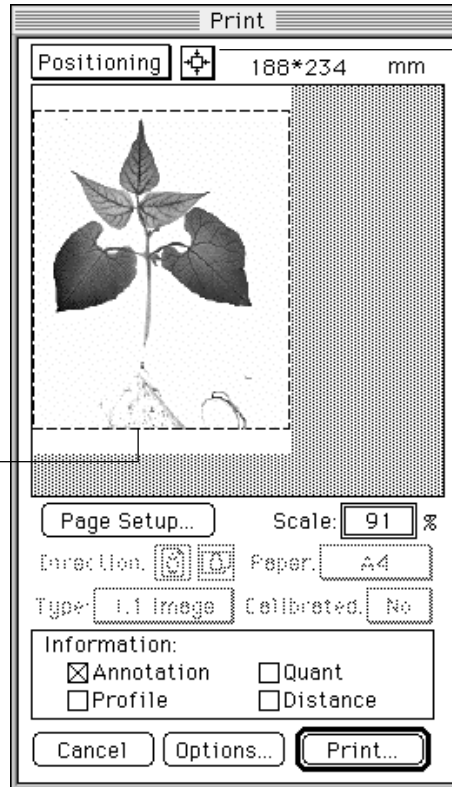 Print
Positioning 188*234 mm
Page Setup... Scale: 91 %
Direction. Paper. A4
Type: 1.1 image Calibrated. No
Information:
Annotation Quant
Profile Distance
Cancel Options... Print...